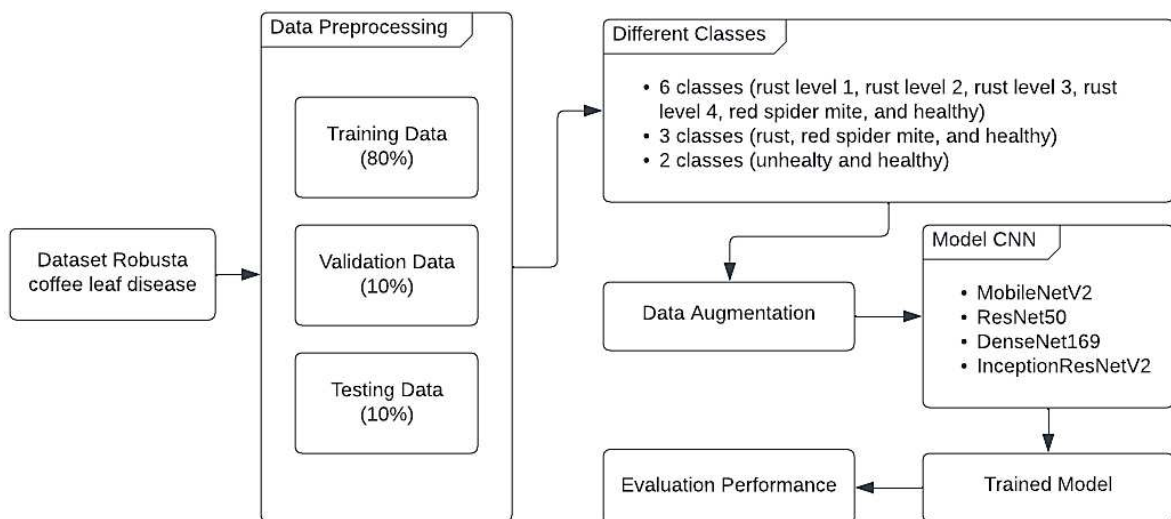 Dataset Robusta
coffee leaf disease
Data Preprocessing
Training Data
(80%)
Validation Data
(10%)
Testing Data
(10%)
Different Classes
• 6 classes (rust level 1, rust level 2, rust level 3, rust
level 4, red spider mite, and healthy)
• 3 classes (rust, red spider mite, and healthy)
• 2 classes (unhealty and healthy)
Data Augmentation
Model CNN
• MobileNetV2
• ResNet50
• DenseNet169
• InceptionResNetV2
Trained Model
Evaluation Performance